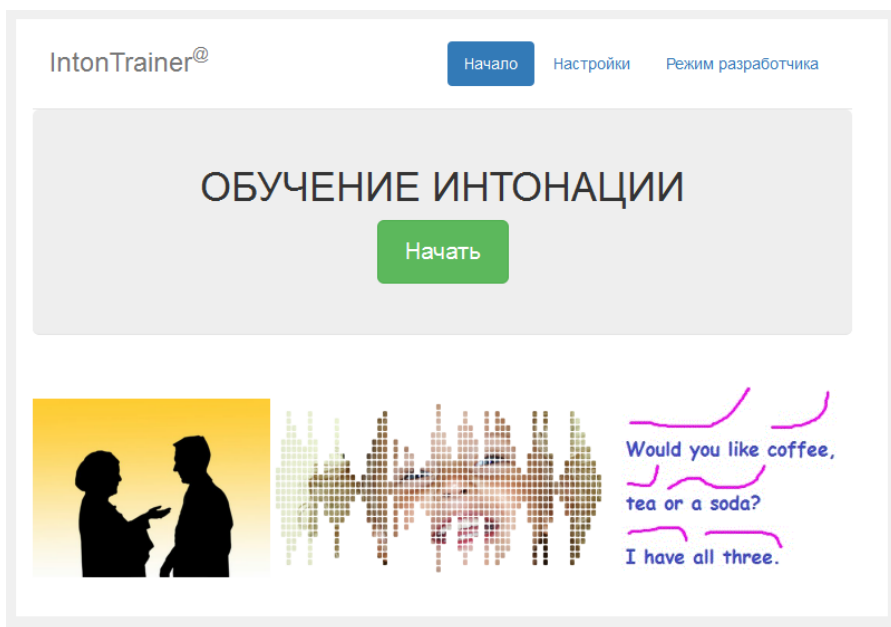 IntonTrainer@
Начало Настройки Режим разработчика
ОБУЧЕНИЕ ИНТОНАЦИИ
Начать
Would you like coffee,
tea or a soda?
I have all three.